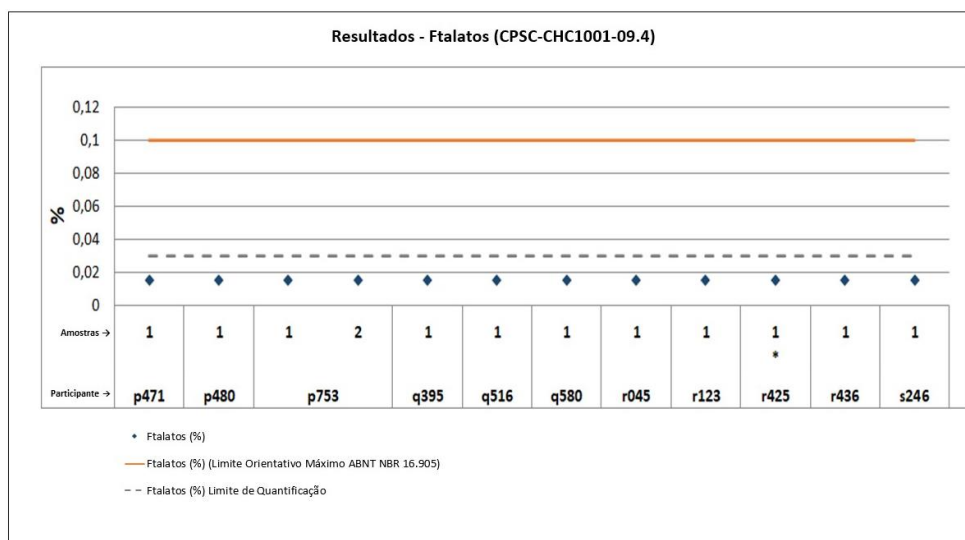 Resultados - Ftalatos (CPSC-CHC1001-09.4)
0,12
0,1
0,08
0,06
0,04
0,02
0
%
Amostras → 1 1 1 2 1 1 1 1 1 1 1 1
*
Participante → p471 p480 p753 q395 q516 q580 r045 r123 r425 r436 s246
Ftalatos (%)
Ftalatos (%) (Limite Orientativo Máximo ABNT NBR 16.905)
Ftalatos (%) Limite de Quantificação